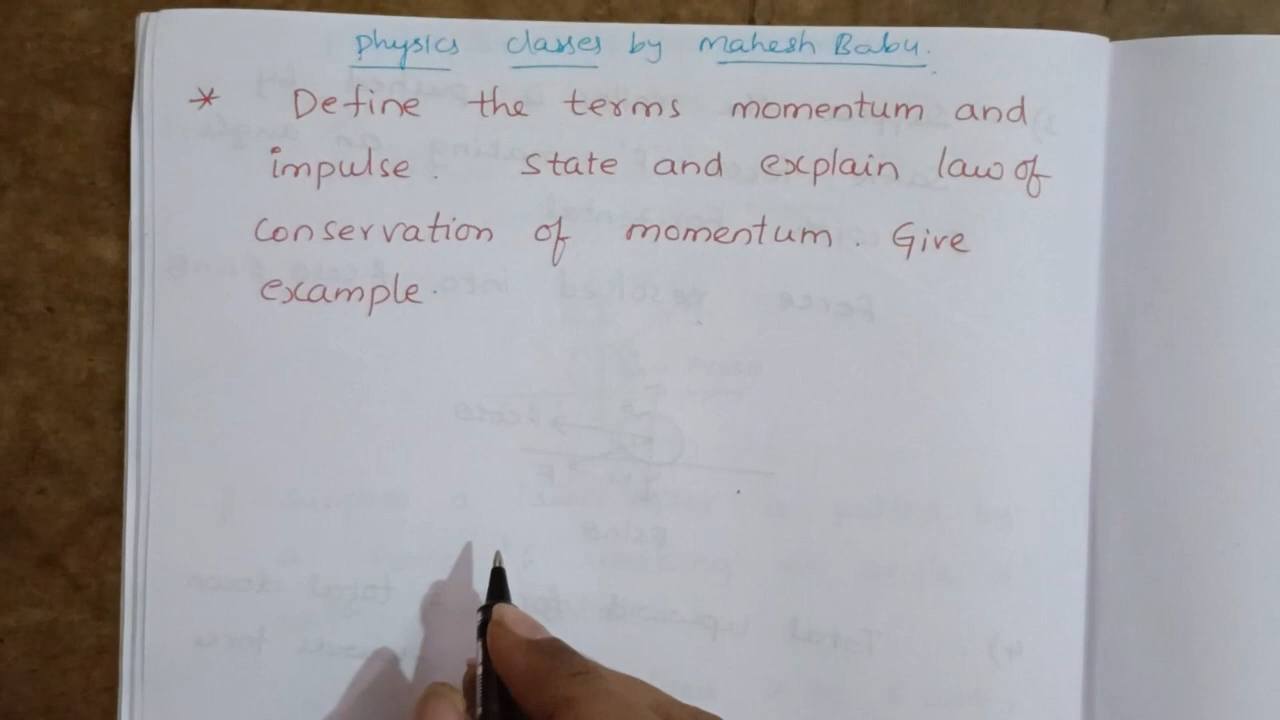 physics classes by Mahesh Babu.
* Define the terms momentum and
impulse. State and explain law of
conservation of momentum. Give
example.